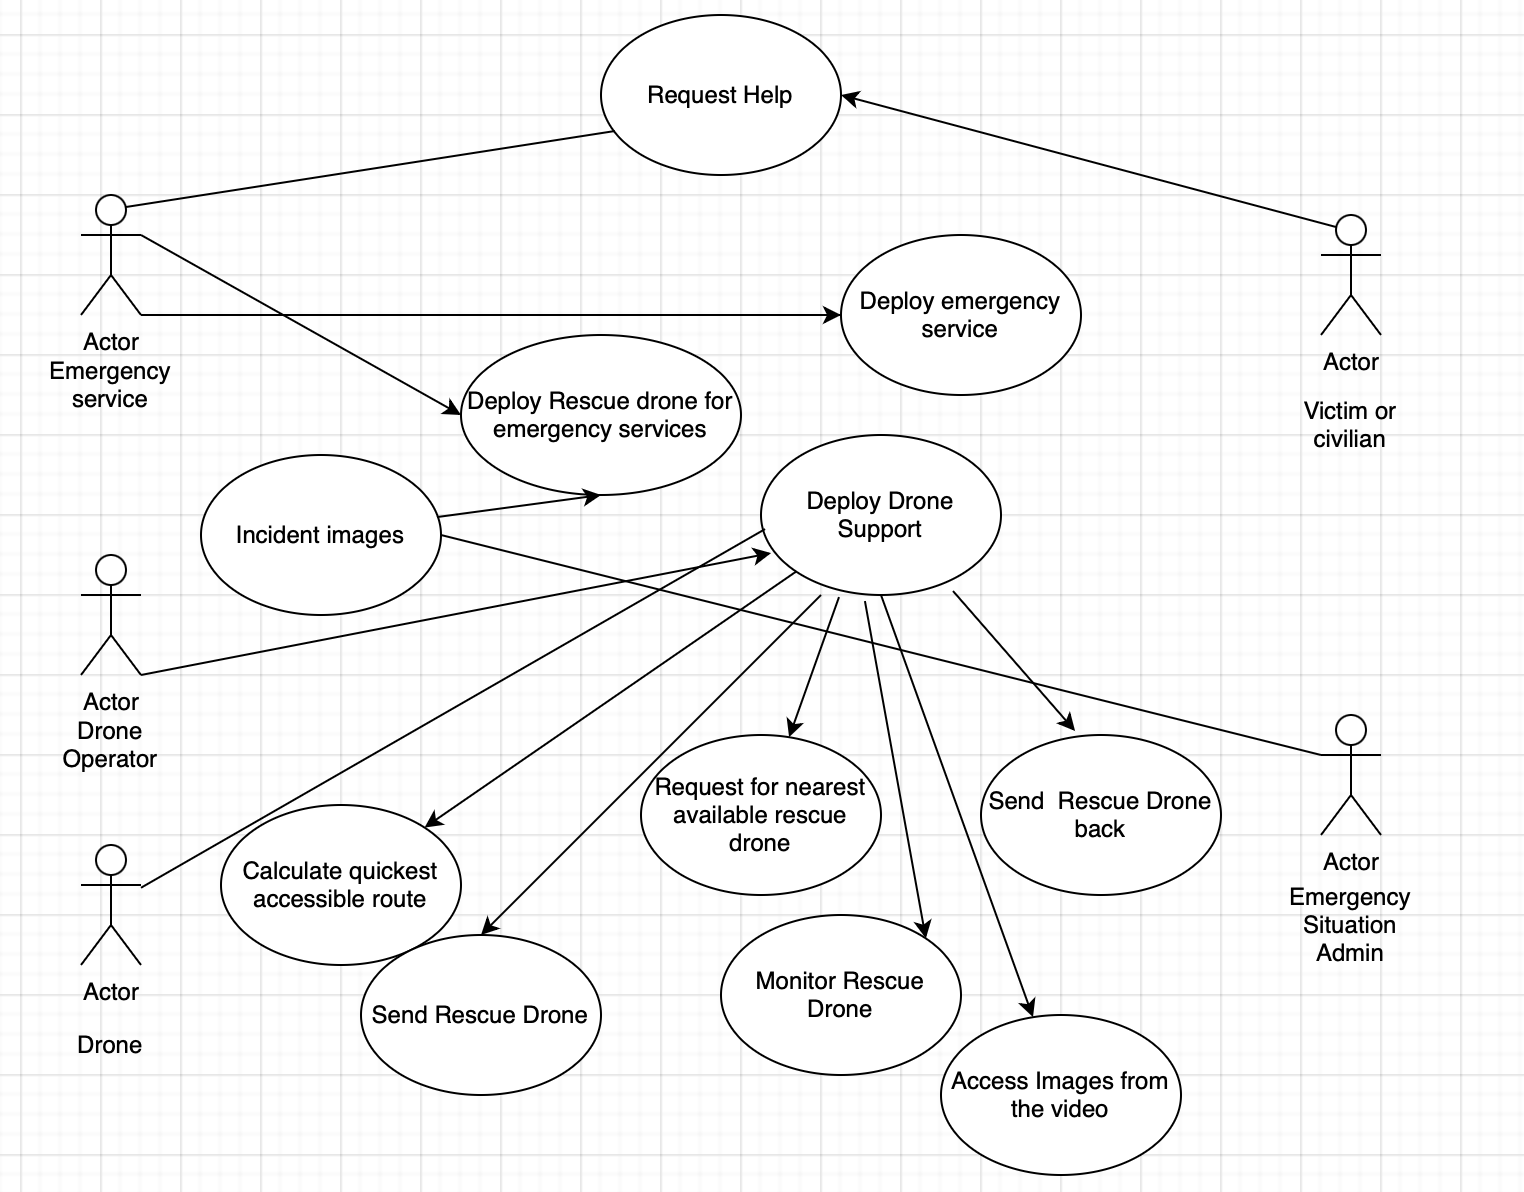 Request Help
Deploy emergency
service
Actor
Emergency
service
Actor
Victim or
civilian
Deploy Rescue drone for
emergency services
Incident images
Deploy Drone
Support
Actor
Drone
Operator
Request for nearest
available rescue
drone
Send  Rescue Drone
back
Calculate quickest
accessible route
Actor
Emergency
Situation
Admin
Monitor Rescue
Drone
Actor
Drone
Send Rescue Drone
Access Images from
the video